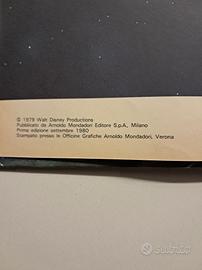 © 1979 Walt Disney Productions
Pubblicato da Arnoldo Mondadori Editore S.p.A., Milano
Prima edizione settembre 1980
Stampato presso le Officine Grafiche Arnoldo Mondadori, Verona
subito